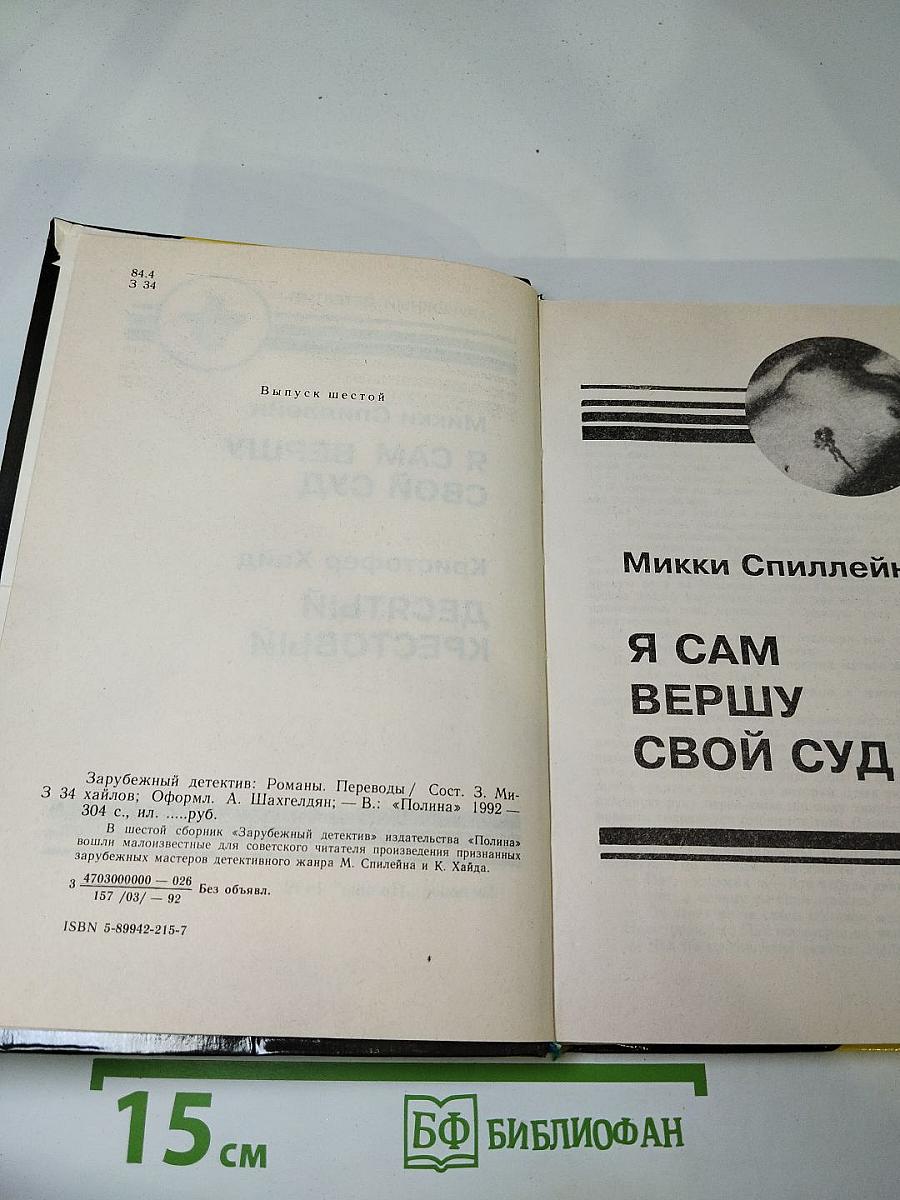 84.4
З 34
Выпуск шестой
Зарубежный детектив: Романы. Переводы / Сост. З. Ми-
З 34 хайлов; Оформл. А. Шахгелдян; — В.: «Полина» 1992 —
304 с., ил. .....руб.
В шестой сборник «Зарубежный детектив» издательства «Полина»
вошли малоизвестные для советского читателя произведения признанных
зарубежных мастеров детективного жанра М. Спилейна и К. Хайда.
З 4703000000 — 026
157 /03/ — 92 Без объявл.
ISBN 5-89942-215-7
Микки Спиллейн
Я САМ
ВЕРШУ
СВОЙ СУД
15 см
БФ БИБЛИОФАН